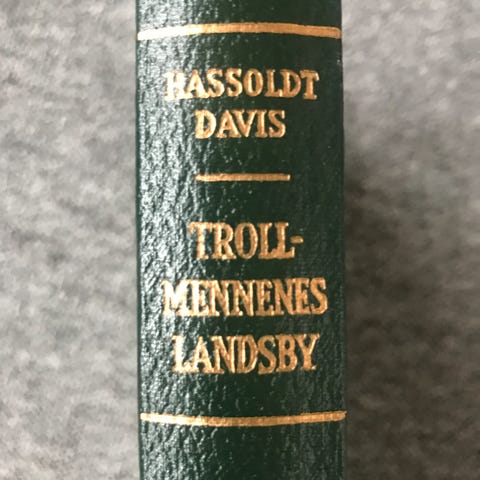 HASSOLDT
DAVIS
TROLL-
MENNENES
LANDSBY